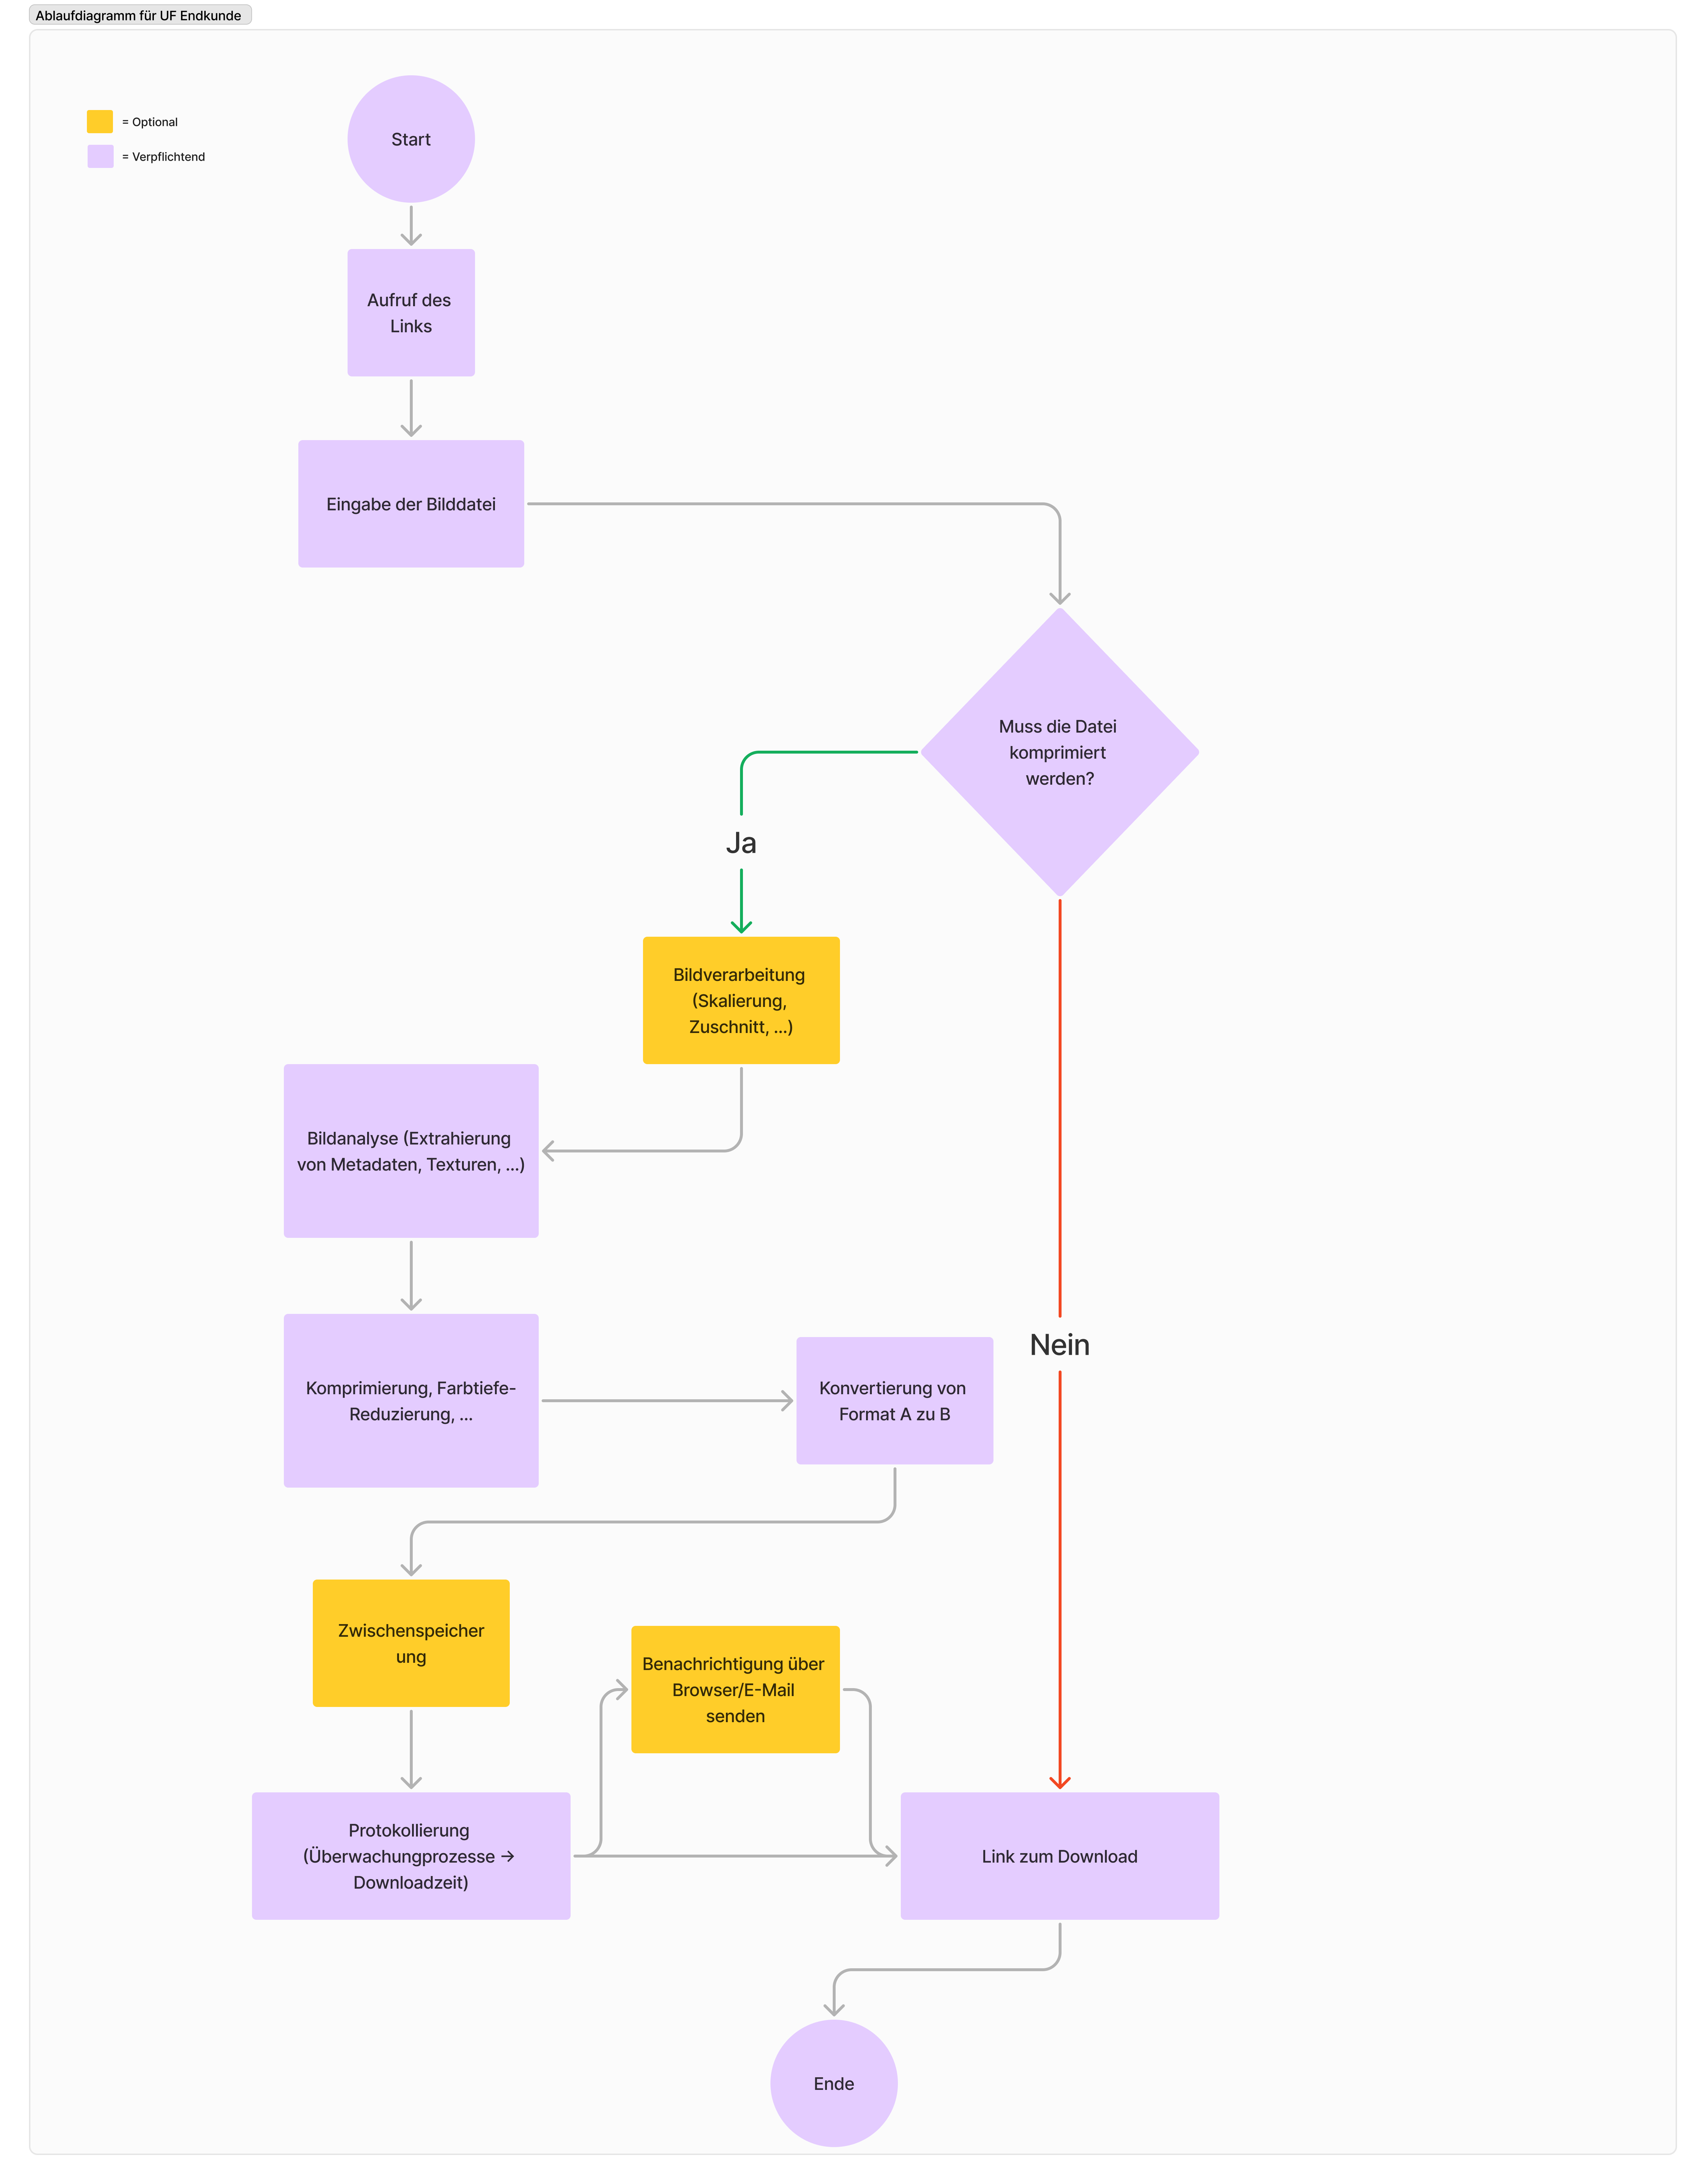 Ablaufdiagramm für UF Endkunde
= Optional
= Verpflichtend
Start
Aufruf des
Links
Eingabe der Bilddatei
Muss die Datei
komprimiert
werden?
Ja
Bildverarbeitung
(Skalierung,
Zuschnitt, ...)
Bildanalyse (Extrahierung
von Metadaten, Texturen, ...)
Komprimierung, Farbtiefe-
Reduzierung, ...
Konvertierung von
Format A zu B
Nein
Zwischenspeicher
ung
Benachrichtigung über
Browser/E-Mail
senden
Protokollierung
(Überwachungprozesse →
Downloadzeit)
Link zum Download
Ende